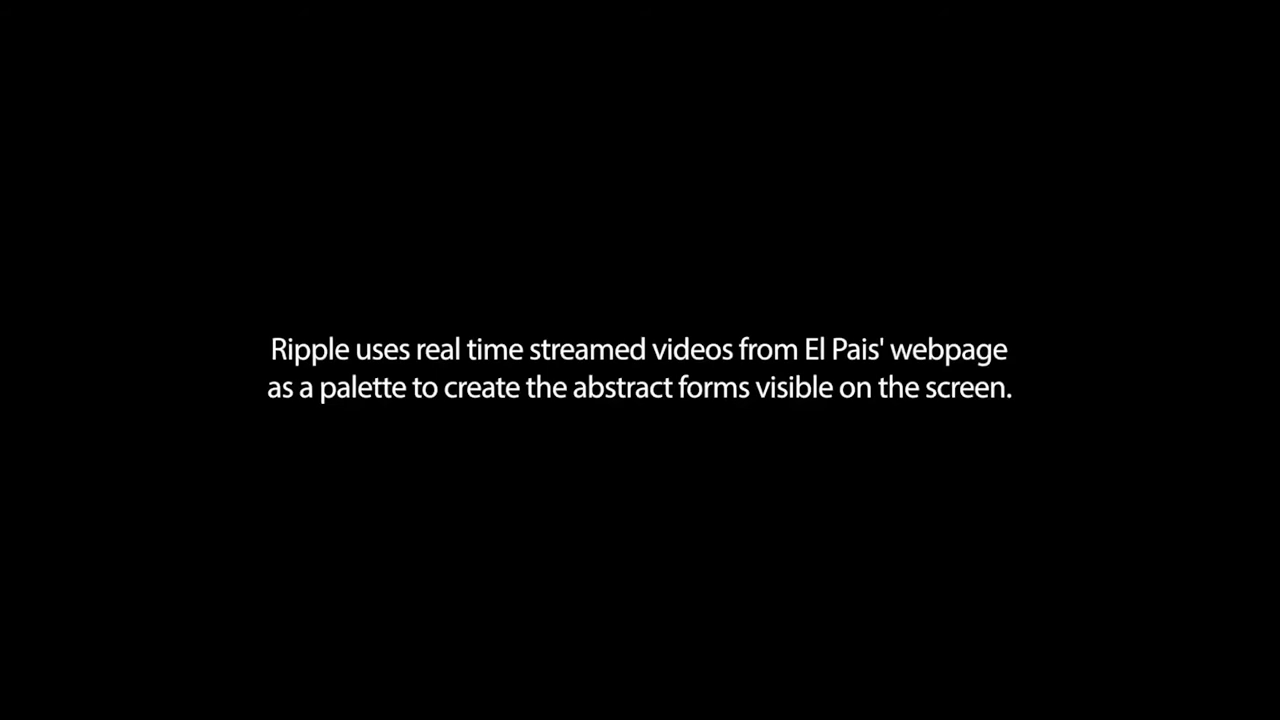 Ripple uses real time streamed videos from El Pais' webpage
as a palette to create the abstract forms visible on the screen.